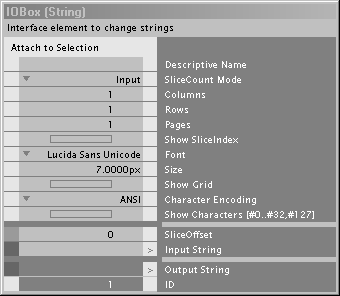 IOBox (String)
Interface element to change strings
Attach to Selection
Descriptive Name
Input SliceCount Mode
1 Columns
1 Rows
1 Pages
Show SliceIndex
Lucida Sans Unicode Font
7.0000px Size
Show Grid
ANSI Character Encoding
Show Characters [#0..#32,#127]
0 SliceOffset
> Input String
> Output String
1 ID